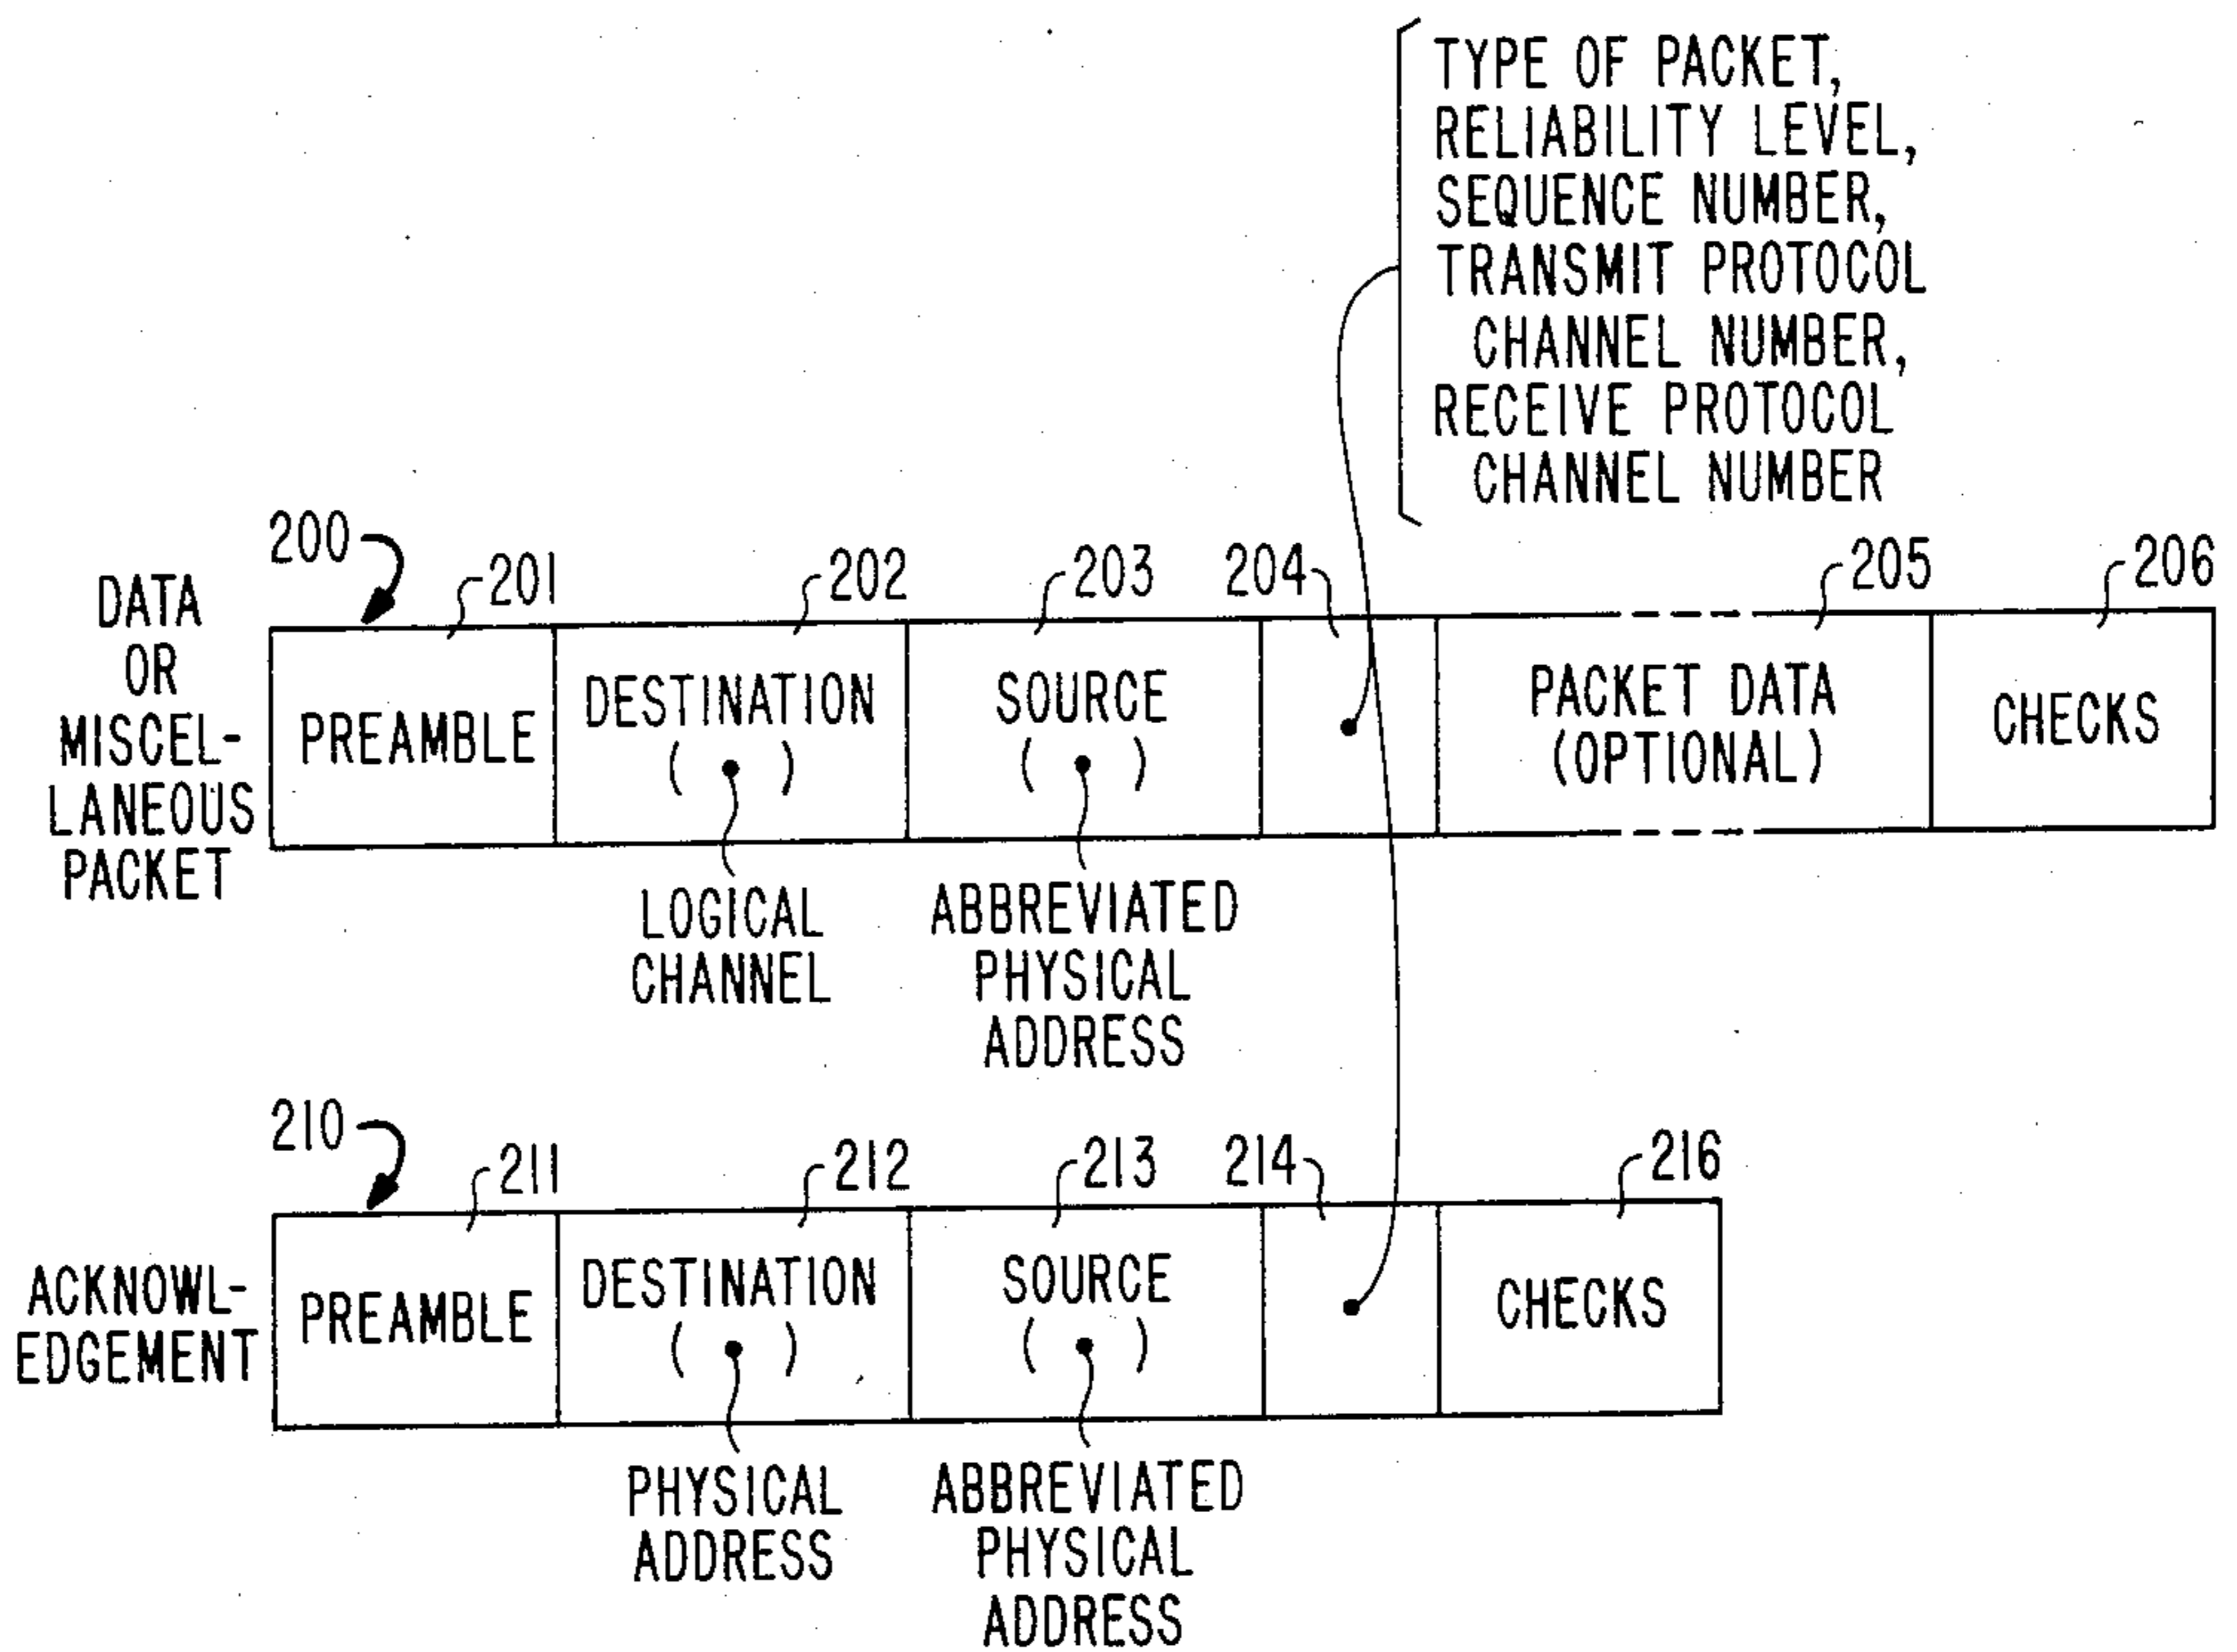 TYPE OF PACKET,
RELIABILITY LEVEL,
SEQUENCE NUMBER,
TRANSMIT PROTOCOL
CHANNEL NUMBER,
RECEIVE PROTOCOL
CHANNEL NUMBER
200
201
202
203
204
205
206
DATA
OR
MISCEL-
LANEOUS
PACKET
PREAMBLE
DESTINATION
( )
SOURCE
( )
PACKET DATA
(OPTIONAL)
CHECKS
LOGICAL
CHANNEL
ABBREVIATED
PHYSICAL
ADDRESS
210
211
212
213
214
216
ACKNOWL-
EDGEMENT
PREAMBLE
DESTINATION
( )
SOURCE
( )
CHECKS
PHYSICAL
ADDRESS
ABBREVIATED
PHYSICAL
ADDRESS